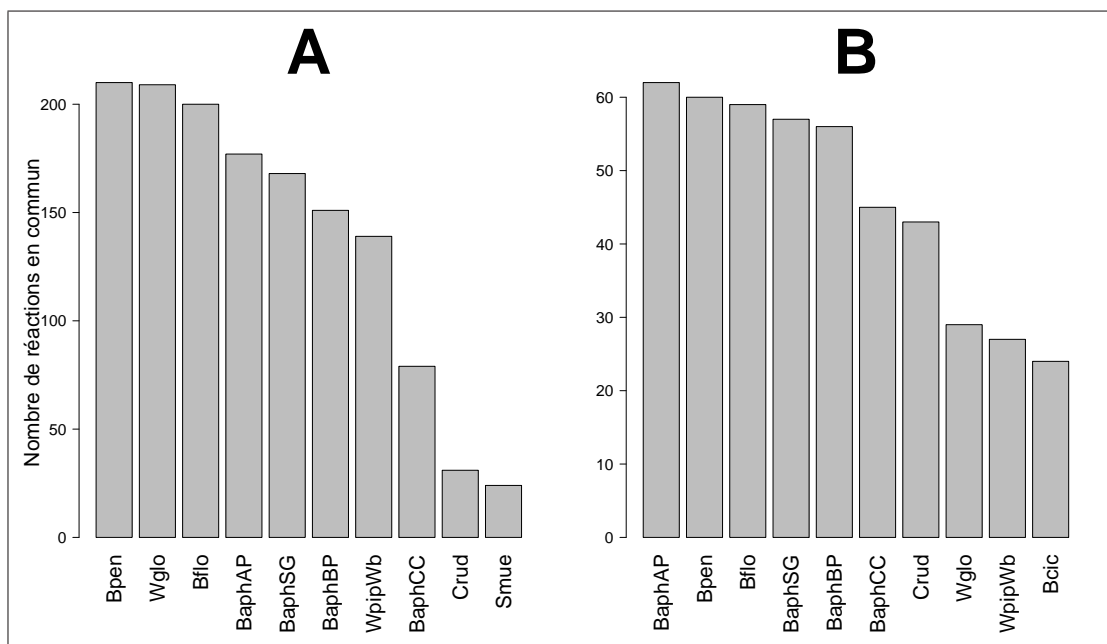 A
B
Nombre de réactions en commun
200
150
100
50
0
Bpen
Wglo
Bflo
BaphAP
BaphSG
BaphBP
WpipWb
BaphCC
Crud
Smue
60
50
40
30
20
10
0
BaphAP
Bpen
Bflo
BaphSG
BaphBP
BaphCC
Crud
Wglo
WpipWb
Bcic